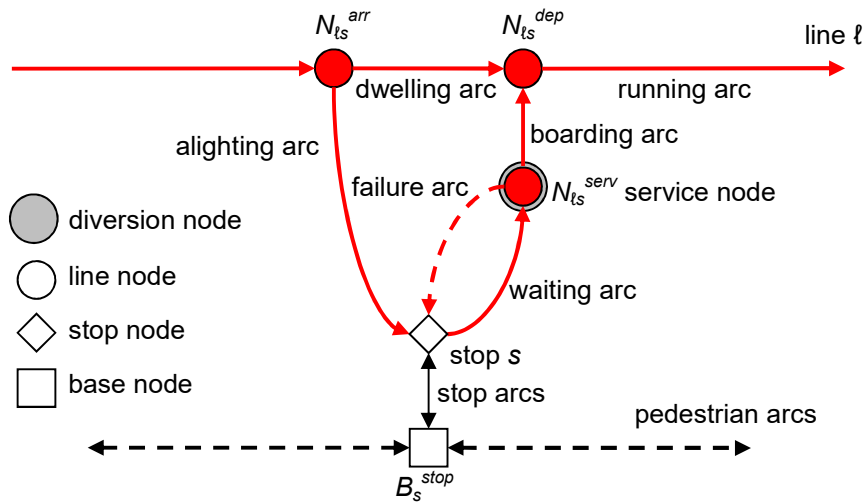 N_ℓs^arr
N_ℓs^dep
line ℓ
dwelling arc
running arc
alighting arc
boarding arc
failure arc
N_ℓs^serv service node
diversion node
line node
waiting arc
stop node
stop s
base node
stop arcs
pedestrian arcs
B_s^stop